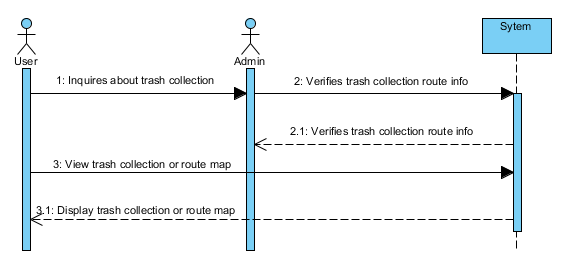 Sytem
User
Admin
1: Inquires about trash collection
2: Verifies trash collection route info
2.1: Verifies trash collection route info
3: View trash collection or route map
3.1: Display trash collection or route map